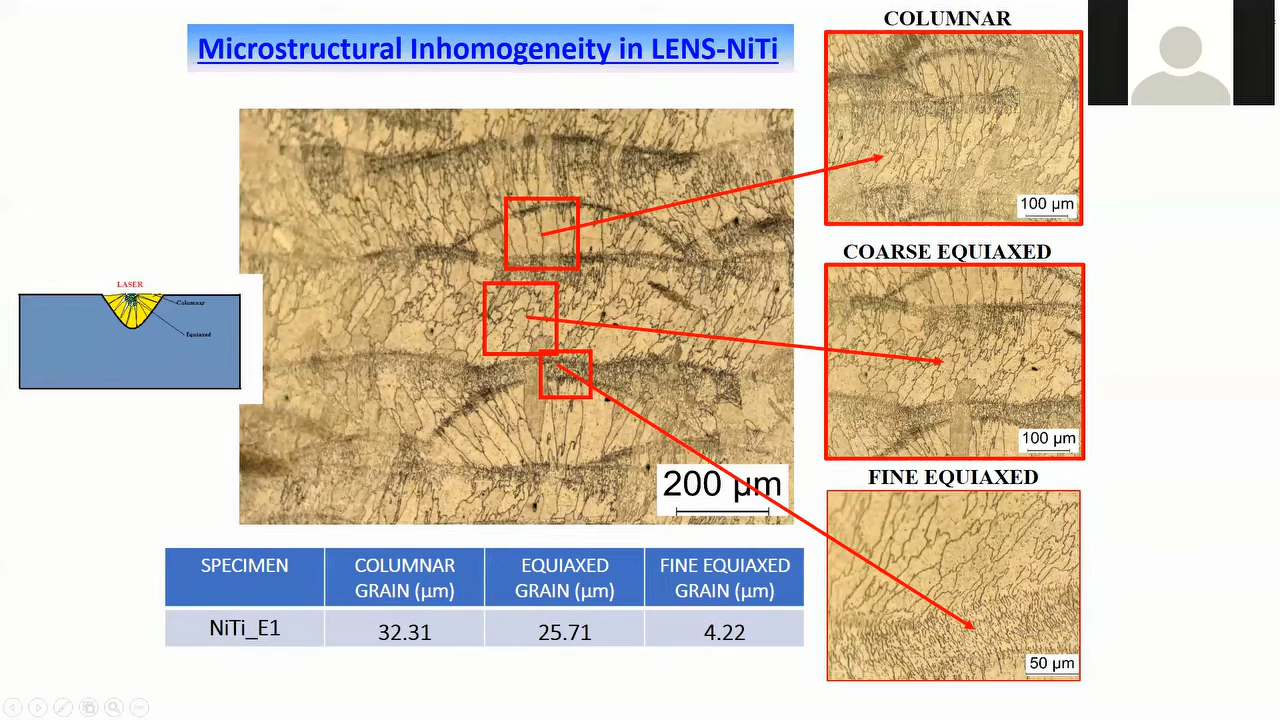 Microstructural Inhomogeneity in LENS-NiTi
COLUMNAR
100 µm
COARSE EQUIAXED
100 µm
FINE EQUIAXED
50 µm
LASER
Columnar
Equiaxed
200 µm
SPECIMEN
COLUMNAR
GRAIN (µm)
EQUIAXED
GRAIN (µm)
FINE EQUIAXED
GRAIN (µm)
NiTi_E1
32.31
25.71
4.22